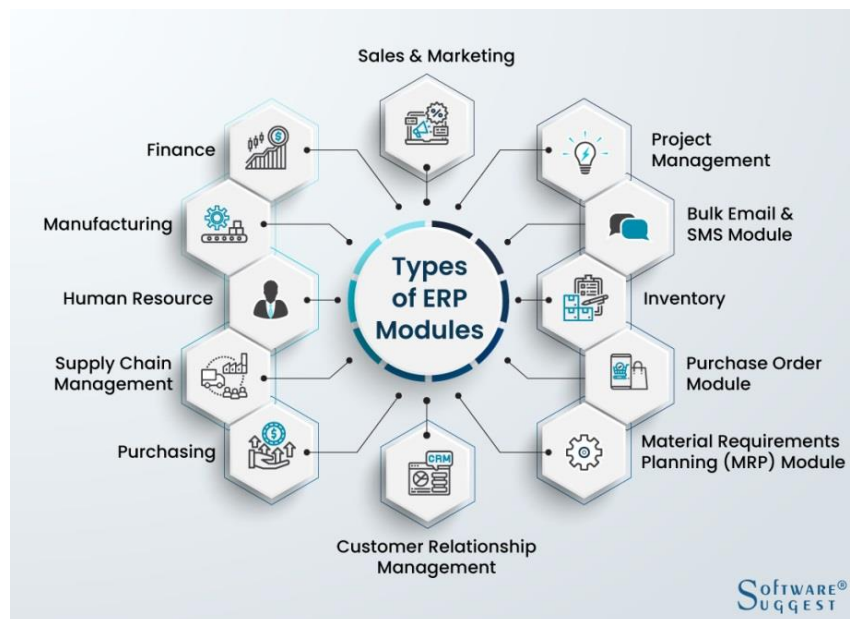 Sales & Marketing
Finance
Project
Management
Manufacturing
Bulk Email &
SMS Module
Types
of ERP
Modules
Human Resource
Inventory
Supply Chain
Management
Purchase Order
Module
Purchasing
Material Requirements
Planning (MRP) Module
CRM
Customer Relationship
Management
Software®
Suggest